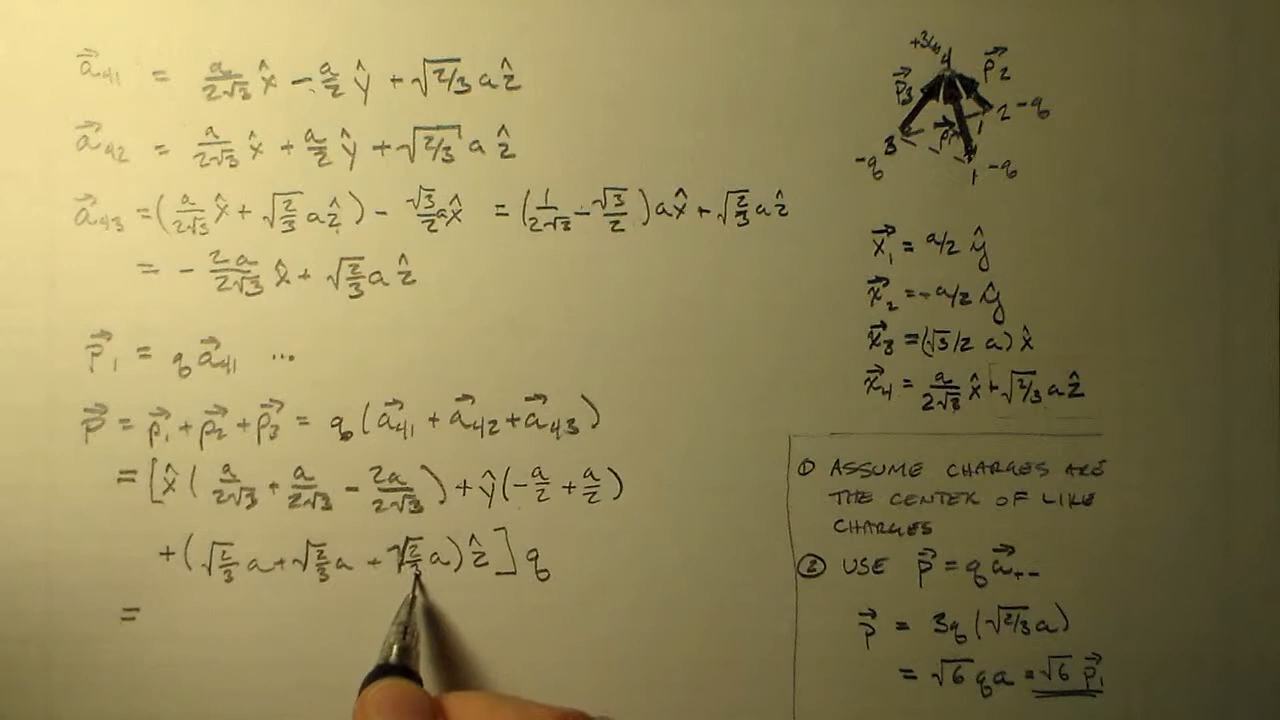 a⃗₄₁ = a/2√3 x̂ - a/2 ŷ + √2/3 a ẑ
a⃗₄₂ = a/2√3 x̂ + a/2 ŷ + √2/3 a ẑ
a⃗₄₃ = (a/2√3 x̂ + √2/3 a ẑ) - √3/2 a x̂ = (1/2√3 - √3/2) a x̂ + √2/3 a ẑ
= - 2a/2√3 x̂ + √2/3 a ẑ
p⃗₁ = q a⃗₄₁ ...
p⃗ = p⃗₁ + p⃗₂ + p⃗₃ = q (a⃗₄₁ + a⃗₄₂ + a⃗₄₃)
= [x̂ (a/2√3 + a/2√3 - 2a/2√3) + ŷ (-a/2 + a/2)
+ (√2/3 a + √2/3 a + √2/3 a) ẑ] q
=
+3q
4
p⃗₃
p⃗₂
2 -q
3
-q
1 -q
x⃗₁ = a/2 ŷ
x⃗₂ = -a/2 ŷ
x⃗₃ = (√3/2 a) x̂
x⃗₄ = a/2√3 x̂ + √2/3 a ẑ
① ASSUME CHARGES ARE
THE CENTER OF LIKE
CHARGES
② USE p⃗ = q a⃗₊₋
p⃗ = 3q (√2/3 a)
= √6 q a = √6 p⃗₁